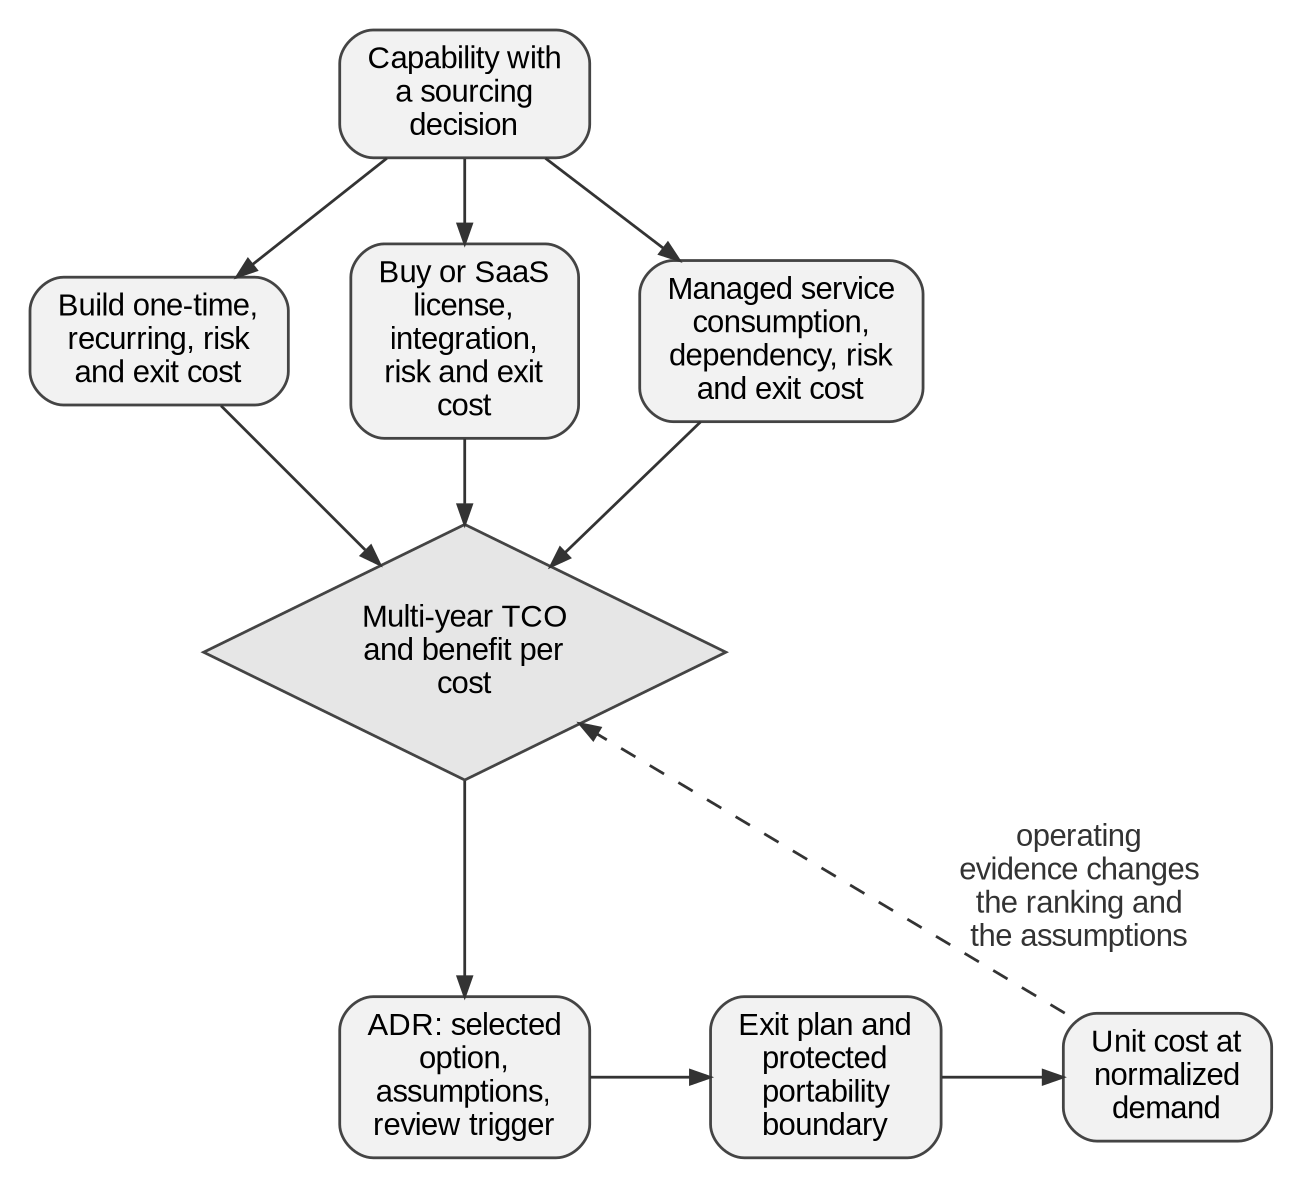 Capability with
a sourcing
decision
Build one-time,
recurring, risk
and exit cost
Buy or SaaS
license,
integration,
risk and exit
cost
Managed service
consumption,
dependency, risk
and exit cost
Multi-year TCO
and benefit per
cost
operating
evidence changes
the ranking and
the assumptions
ADR: selected
option,
assumptions,
review trigger
Exit plan and
protected
portability
boundary
Unit cost at
normalized
demand